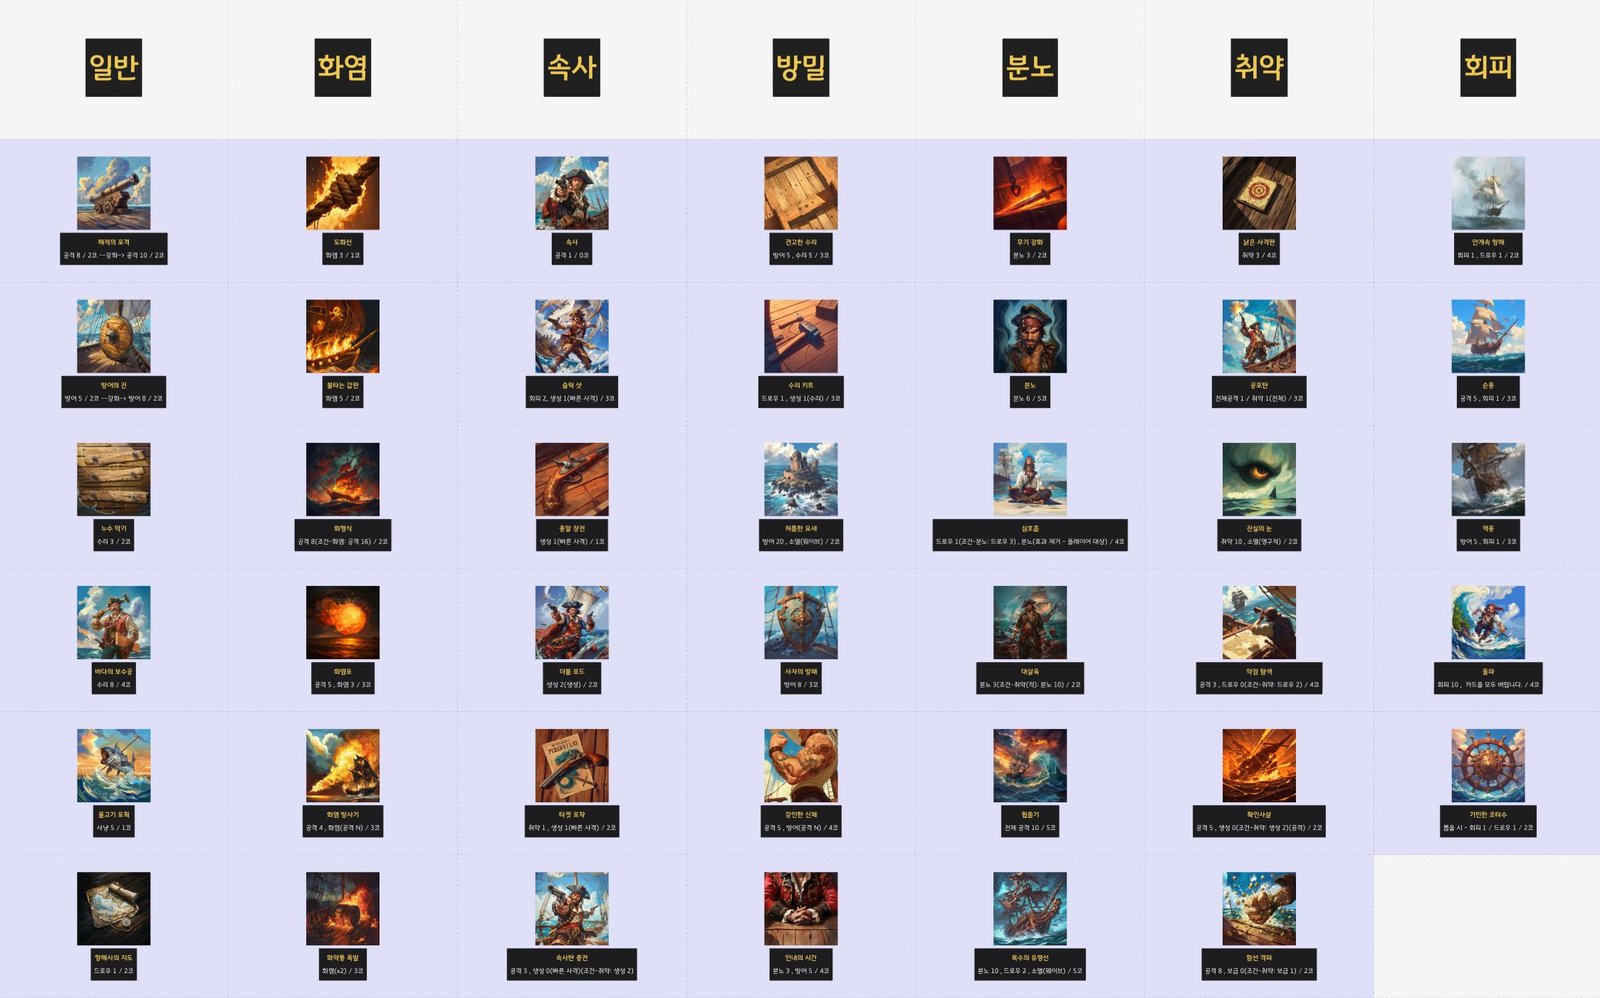 일반
화염
속사
방밀
분노
취약
회피
해적의 포격
공격 8 / 2코 --강화-> 공격 10 / 2코
도화선
화염 3 / 1코
속사
공격 1 / 0코
견고한 수리
방어 5 , 수리 5 / 3코
무기 강화
분노 3 / 2코
낡은 사격판
취약 3 / 4코
안개속 항해
회피 1 , 드로우 1 / 2코
방어의 진
방어 5 / 2코 --강화-> 방어 8 / 2코
불타는 갑판
화염 5 / 2코
슬릭 샷
회피 2, 생성 1(빠른 사격) / 3코
수리 키트
드로우 1 , 생성 1(수리) / 3코
분노
분노 6 / 5코
공포탄
전체공격 1 / 취약 1(전체) / 3코
순풍
공격 5 , 회피 1 / 3코
누수 막기
수리 3 / 2코
화형식
공격 8(조건-화염: 공격 16) / 2코
총알 장전
생성 1(빠른 사격) / 1코
허름한 요새
방어 20 , 소멸(웨이브) / 2코
심호흡
드로우 1(조건-분노: 드로우 3) , 분노(효과 제거 - 플레이어 대상) / 4코
전설의 눈
취약 10 , 소멸(영구적) / 2코
역풍
방어 5 , 회피 1 / 3코
바다의 보수공
수리 8 / 4코
화염포
공격 5 , 화염 3 / 3코
더블 로드
생성 2(생성) / 2코
사자의 방패
방어 8 / 3코
대살육
분노 3(조건-취약(적): 분노 10) / 2코
약점 탐색
공격 3 , 드로우 0(조건-취약: 드로우 2) / 4코
돌파
회피 10 , 카드를 모두 버립니다. / 4코
물고기 포획
사냥 5 / 1코
화염 방사기
공격 4 , 화염(공격 N) / 3코
타겟 포착
취약 1 , 생성 1(빠른 사격) / 2코
강인한 신체
공격 5 , 방어(공격 N) / 4코
휩쓸기
전체 공격 10 / 5코
확인사살
공격 5 , 생성 0(조건-취약: 생성 2)(공격) / 2코
기민한 조타수
뽑을 시 - 회피 1 / 드로우 1 / 2코
항해사의 지도
드로우 1 / 2코
화약통 폭발
화염(x2) / 3코
속사탄 충전
공격 3 , 생성 0(빠른 사격)(조건-취약: 생성 2)
인내의 시간
분노 3 , 방어 5 / 4코
복수의 유령선
분노 10 , 드로우 2 , 소멸(웨이브) / 5코
함선 격파
공격 8 , 보급 0(조건-취약: 보급 1) / 2코